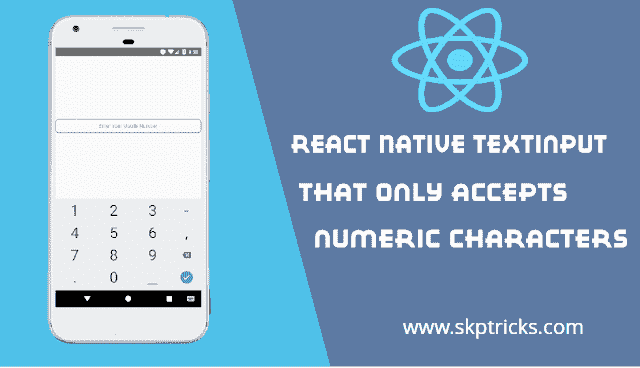 REACT NATIVE TEXTINPUT
THAT ONLY ACCEPTS
NUMERIC CHARACTERS
www.skptricks.com
1 2 3 -
4 5 6 ,
7 8 9
. 0 _